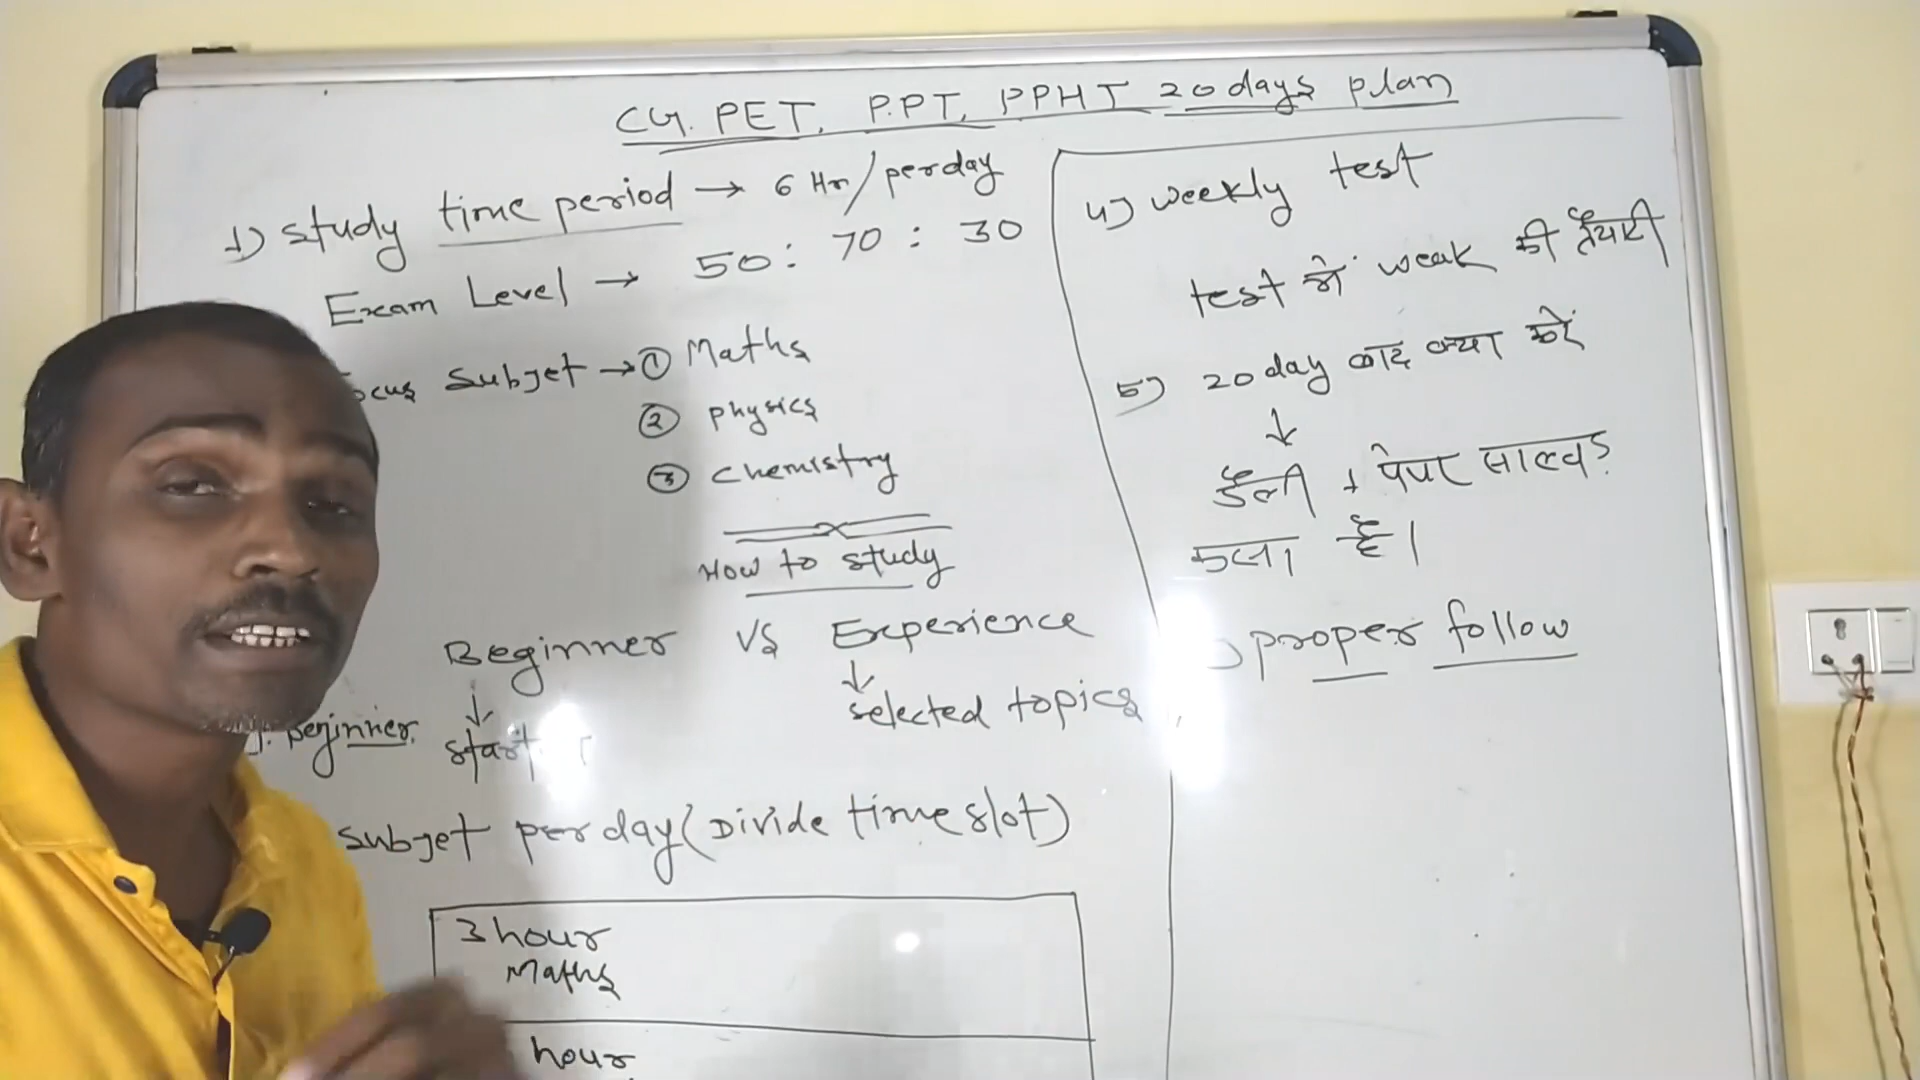 CG. PET, P.PT, PPHT 20 days plan
1) Study time period → 6 Hr/perday
Exam Level → 50 : 70 : 30
ocus Subjet → ① Maths
② physics
③ chemistry
How to study
Beginner VS Experience
↓ ↓
selected topics
Beginner. start
Subjet per day (Divide time slot)
3 hour
Maths
hour
4) weekly test
test में weak की तैयारी
5) 20 day बाद क्या करें
↓
डेली 1 पेपर साल्व
है।
proper follow